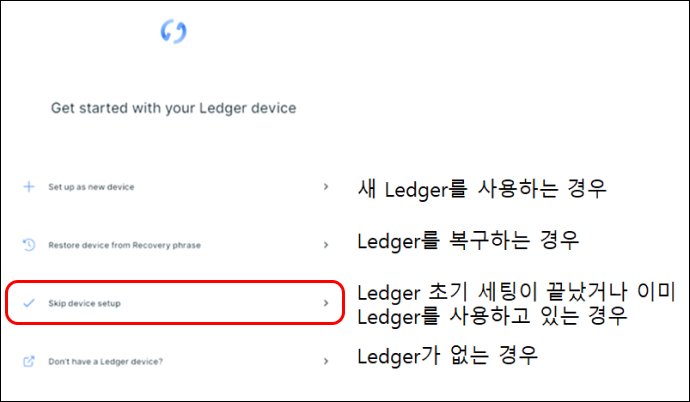 Get started with your Ledger device
Set up as new device
새 Ledger를 사용하는 경우
Restore device from Recovery phrase
Ledger를 복구하는 경우
Skip device setup
Ledger 초기 세팅이 끝났거나 이미
Ledger를 사용하고 있는 경우
Don't have a Ledger device?
Ledger가 없는 경우